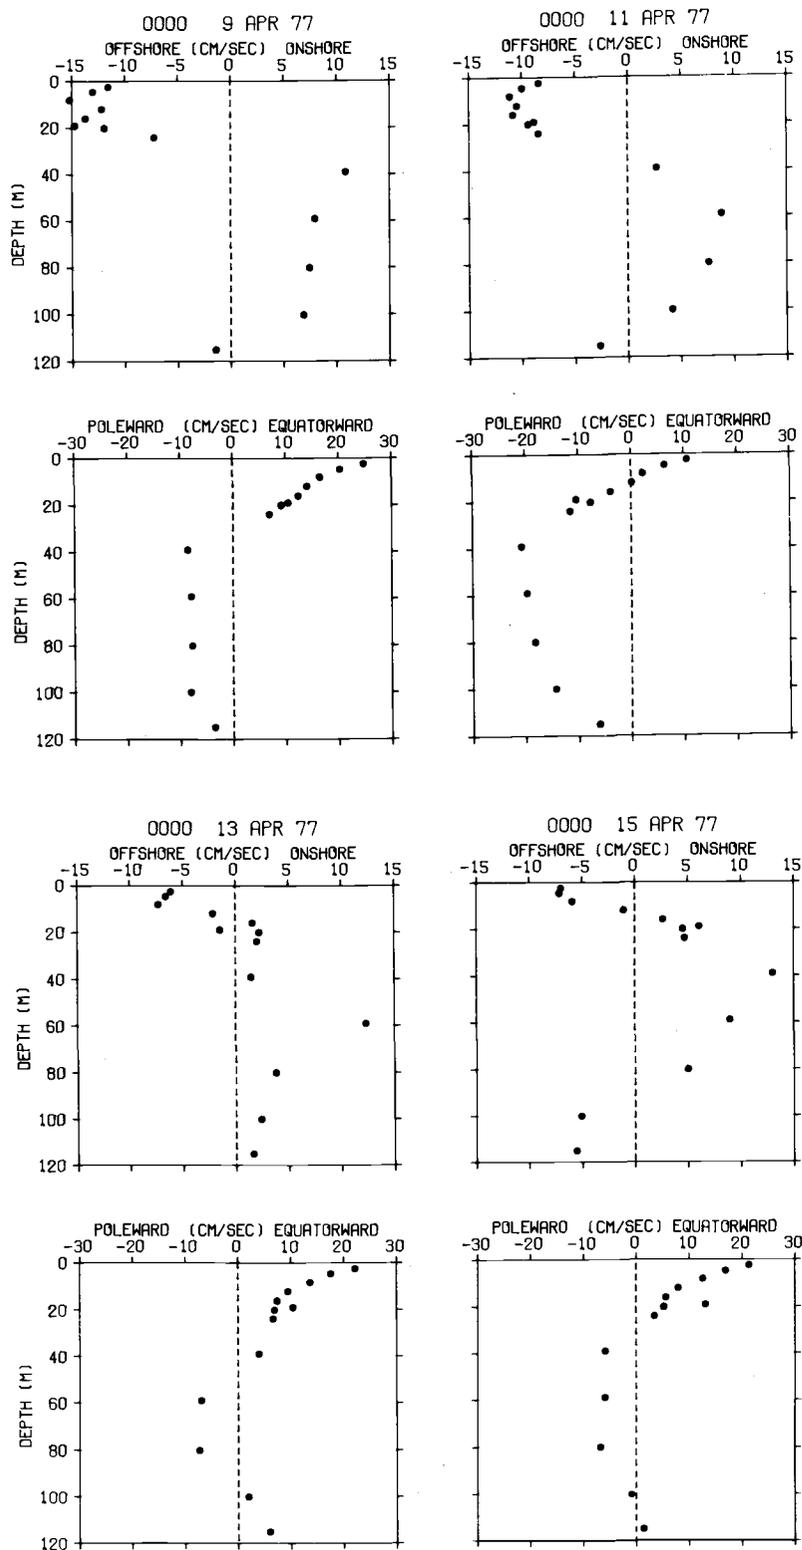 0000 9 APR 77
OFFSHORE (CM/SEC) ONSHORE
-15 -10 -5 0 5 10 15
0
20
40
60
80
100
120
DEPTH (M)
0000 11 APR 77
OFFSHORE (CM/SEC) ONSHORE
-15 -10 -5 0 5 10 15
POLEWARD (CM/SEC) EQUATORWARD
-30 -20 -10 0 10 20 30
0
20
40
60
80
100
120
DEPTH (M)
POLEWARD (CM/SEC) EQUATORWARD
-30 -20 -10 0 10 20 30
0000 13 APR 77
OFFSHORE (CM/SEC) ONSHORE
-15 -10 -5 0 5 10 15
0
20
40
60
80
100
120
DEPTH (M)
0000 15 APR 77
OFFSHORE (CM/SEC) ONSHORE
-15 -10 -5 0 5 10 15
POLEWARD (CM/SEC) EQUATORWARD
-30 -20 -10 0 10 20 30
0
20
40
60
80
100
120
DEPTH (M)
POLEWARD (CM/SEC) EQUATORWARD
-30 -20 -10 0 10 20 30